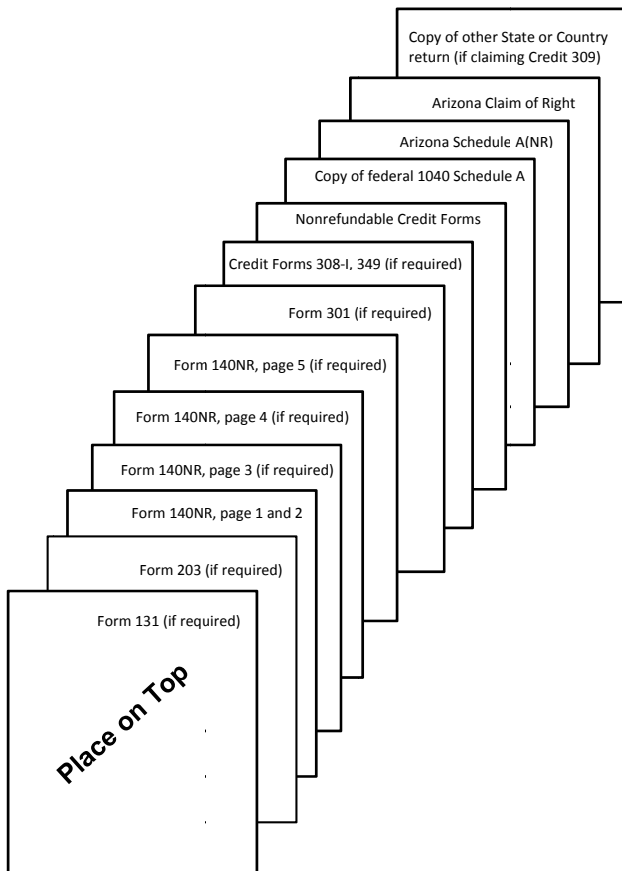 Copy of other State or Country
return (if claiming Credit 309)
Arizona Claim of Right
Arizona Schedule A(NR)
Copy of federal 1040 Schedule A
Nonrefundable Credit Forms
Credit Forms 308-I, 349 (if required)
Form 301 (if required)
Form 140NR, page 5 (if required)
Form 140NR, page 4 (if required)
Form 140NR, page 3 (if required)
Form 140NR, page 1 and 2
Form 203 (if required)
Form 131 (if required)
Place on Top